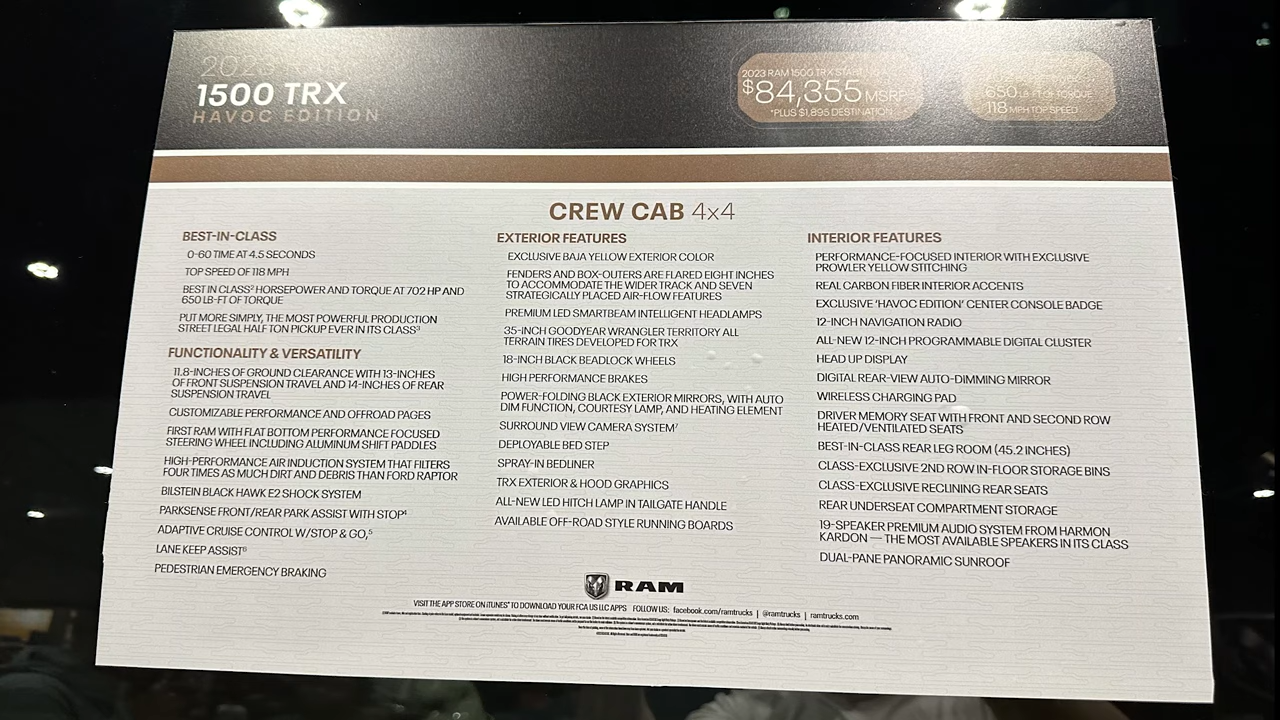 2023
1500 TRX
HAVOC EDITION
2023 RAM 1500 TRX STARTING
$84,355 MSRP
*PLUS $1,895 DESTINATION
650 LB-FT OF TORQUE
118 MPH TOP SPEED
CREW CAB 4x4
BEST-IN-CLASS
0-60 TIME AT 4.5 SECONDS
TOP SPEED OF 118 MPH
BEST IN CLASS² HORSEPOWER AND TORQUE AT 702 HP AND
650 LB-FT OF TORQUE
PUT MORE SIMPLY, THE MOST POWERFUL PRODUCTION
STREET LEGAL HALF TON PICKUP EVER IN ITS CLASS³
FUNCTIONALITY & VERSATILITY
11.8-INCHES OF GROUND CLEARANCE WITH 13-INCHES
OF FRONT SUSPENSION TRAVEL AND 14-INCHES OF REAR
SUSPENSION TRAVEL
CUSTOMIZABLE PERFORMANCE AND OFFROAD PAGES
FIRST RAM WITH FLAT BOTTOM PERFORMANCE FOCUSED
STEERING WHEEL INCLUDING ALUMINUM SHIFT PADDLES
HIGH-PERFORMANCE AIR INDUCTION SYSTEM THAT FILTERS
FOUR TIMES AS MUCH DIRT AND DEBRIS THAN FORD RAPTOR
BILSTEIN BLACK HAWK E2 SHOCK SYSTEM
PARKSENSE FRONT/REAR PARK ASSIST WITH STOP⁴
ADAPTIVE CRUISE CONTROL W/STOP & GO,⁵
LANE KEEP ASSIST⁶
PEDESTRIAN EMERGENCY BRAKING
EXTERIOR FEATURES
EXCLUSIVE BAJA YELLOW EXTERIOR COLOR
FENDERS AND BOX-OUTERS ARE FLARED EIGHT INCHES
TO ACCOMMODATE THE WIDER TRACK AND SEVEN
STRATEGICALLY PLACED AIR-FLOW FEATURES
PREMIUM LED SMARTBEAM INTELLIGENT HEADLAMPS
35-INCH GOODYEAR WRANGLER TERRITORY ALL
TERRAIN TIRES DEVELOPED FOR TRX
18-INCH BLACK BEADLOCK WHEELS
HIGH PERFORMANCE BRAKES
POWER-FOLDING BLACK EXTERIOR MIRRORS, WITH AUTO
DIM FUNCTION, COURTESY LAMP, AND HEATING ELEMENT
SURROUND VIEW CAMERA SYSTEM⁷
DEPLOYABLE BED STEP
SPRAY-IN BEDLINER
TRX EXTERIOR & HOOD GRAPHICS
ALL-NEW LED HITCH LAMP IN TAILGATE HANDLE
AVAILABLE OFF-ROAD STYLE RUNNING BOARDS
INTERIOR FEATURES
PERFORMANCE-FOCUSED INTERIOR WITH EXCLUSIVE
PROWLER YELLOW STITCHING
REAL CARBON FIBER INTERIOR ACCENTS
EXCLUSIVE 'HAVOC EDITION' CENTER CONSOLE BADGE
12-INCH NAVIGATION RADIO
ALL-NEW 12-INCH PROGRAMMABLE DIGITAL CLUSTER
HEAD UP DISPLAY
DIGITAL REAR-VIEW AUTO-DIMMING MIRROR
WIRELESS CHARGING PAD
DRIVER MEMORY SEAT WITH FRONT AND SECOND ROW
HEATED/VENTILATED SEATS
BEST-IN-CLASS REAR LEG ROOM (45.2 INCHES)
CLASS-EXCLUSIVE 2ND ROW IN-FLOOR STORAGE BINS
CLASS-EXCLUSIVE RECLINING REAR SEATS
REAR UNDERSEAT COMPARTMENT STORAGE
19-SPEAKER PREMIUM AUDIO SYSTEM FROM HARMON
KARDON — THE MOST AVAILABLE SPEAKERS IN ITS CLASS
DUAL-PANE PANORAMIC SUNROOF
RAM
VISIT THE APP STORE ON iTUNES* TO DOWNLOAD YOUR FCA US LLC APPS FOLLOW US: facebook.com/ramtrucks | @ramtrucks | ramtrucks.com